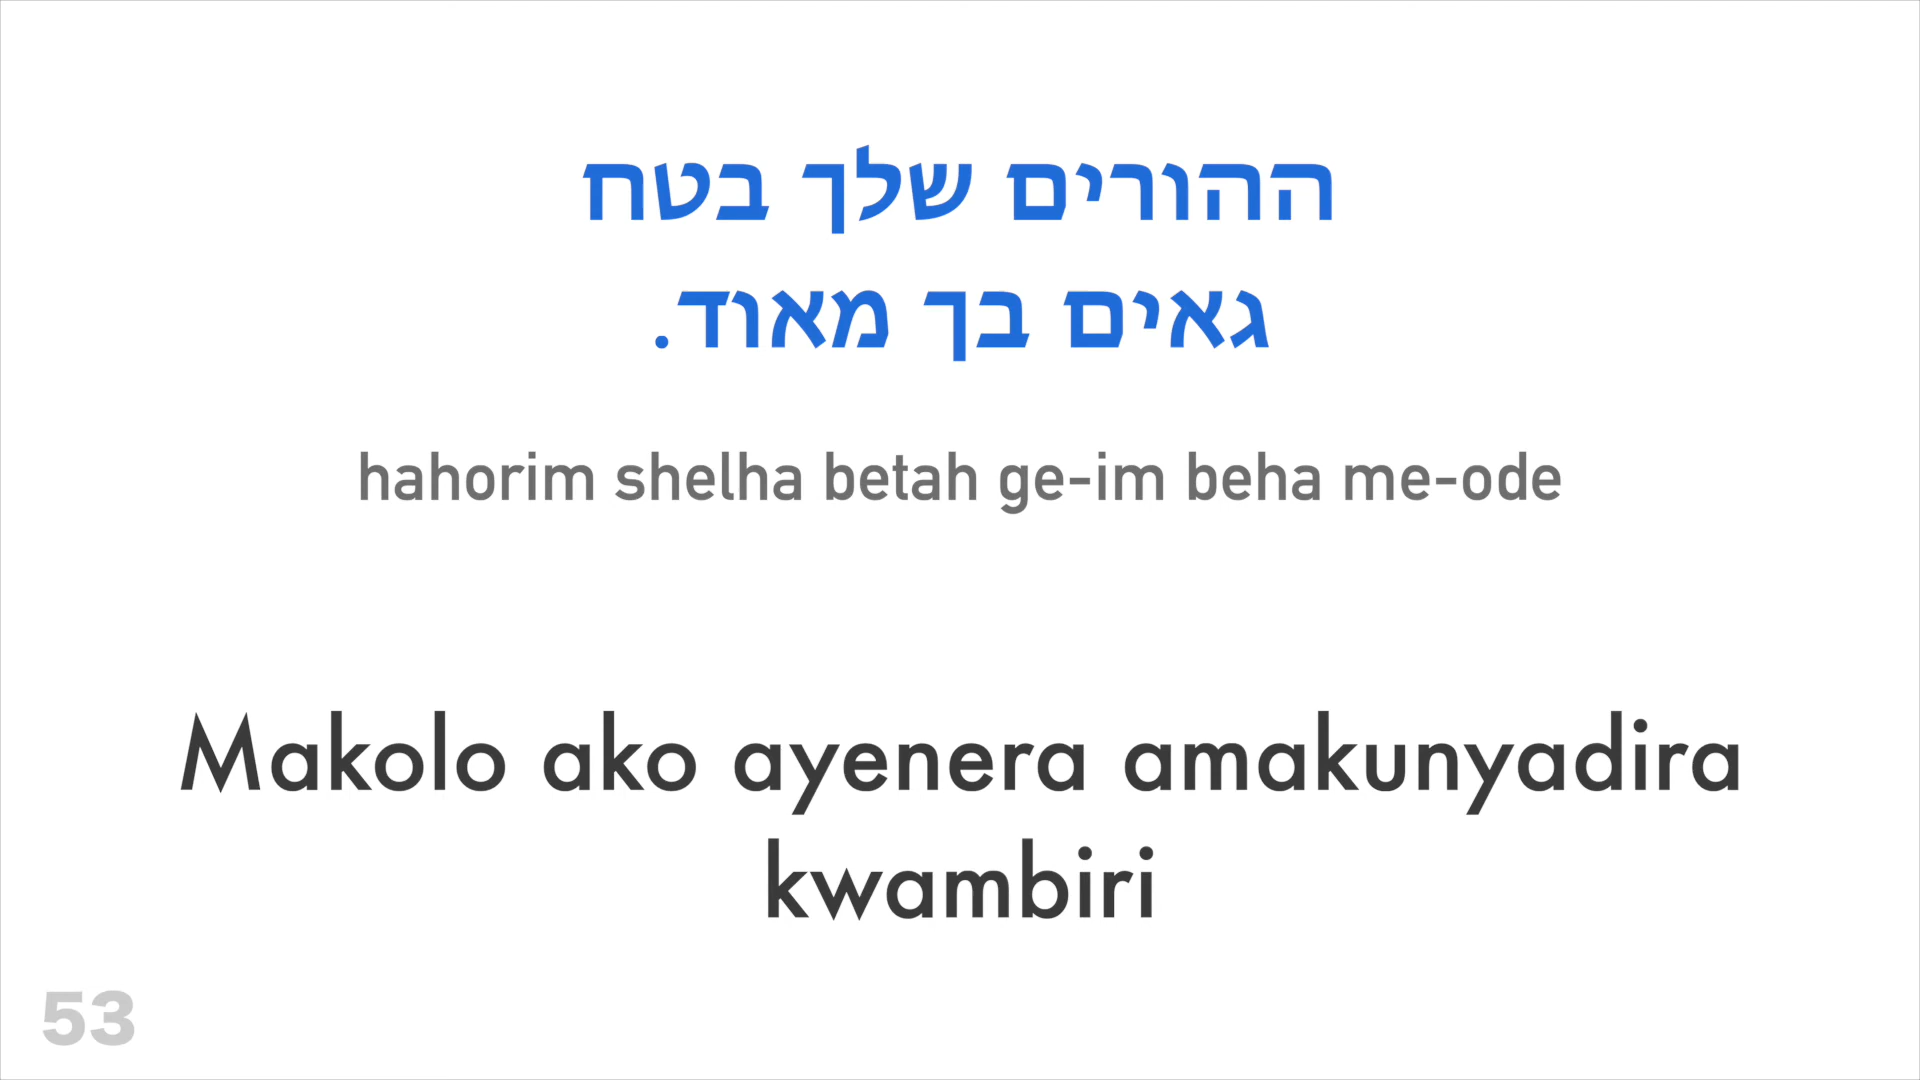 ההורים שלך בטח
גאים בך מאוד.
hahorim shelha betah ge-im beha me-ode
Makolo ako ayenera amakunyadira
kwambiri
53